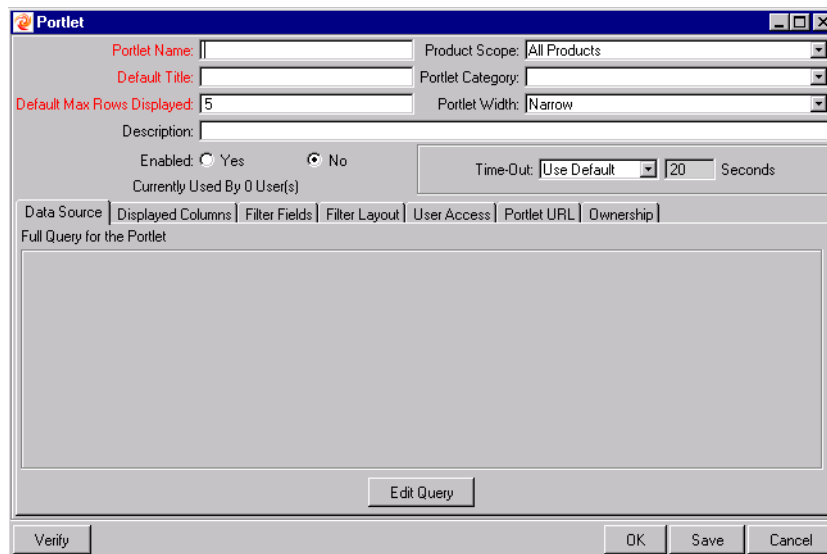 Portlet
Portlet Name: Product Scope: All Products
Default Title: Portlet Category:
Default Max Rows Displayed: 5 Portlet Width: Narrow
Description:
Enabled: Yes No
Time-Out: Use Default 20 Seconds
Currently Used By 0 User(s)
Data Source Displayed Columns Filter Fields Filter Layout User Access Portlet URL Ownership
Full Query for the Portlet
Edit Query
Verify OK Save Cancel